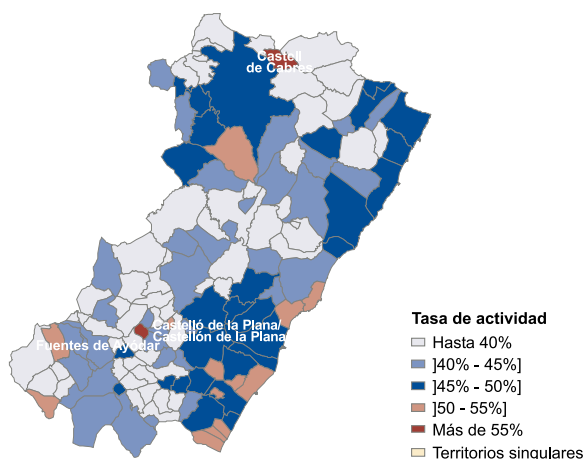 Castell
de Cabres
Castelló de la Plana/
Castellón de la Plana
Fuentes de Ayódar
Tasa de actividad
Hasta 40%
]40% - 45%]
]45% - 50%]
]50 - 55%]
Más de 55%
Territorios singulares